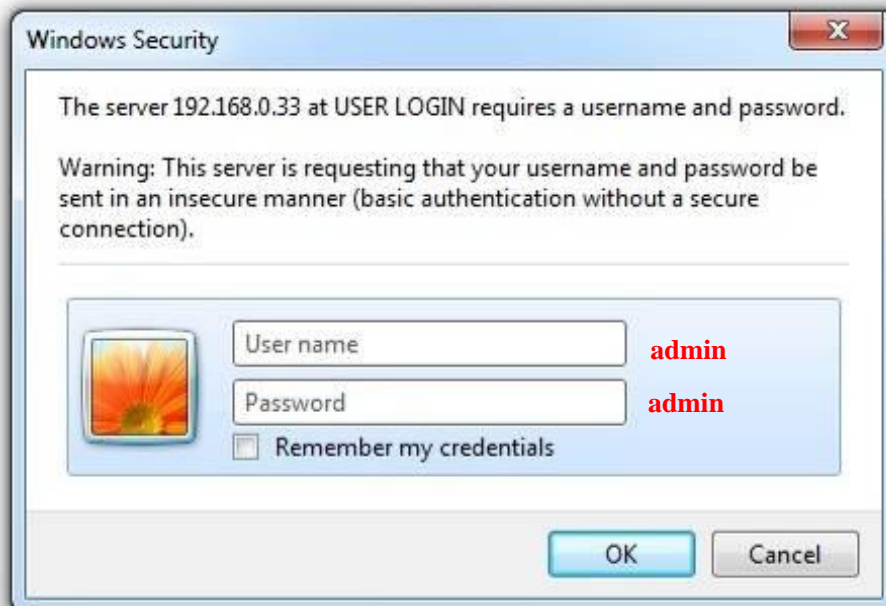 Windows Security
The server 192.168.0.33 at USER LOGIN requires a username and password.
Warning: This server is requesting that your username and password be
sent in an insecure manner (basic authentication without a secure
connection).
User name admin
Password admin
Remember my credentials
OK Cancel